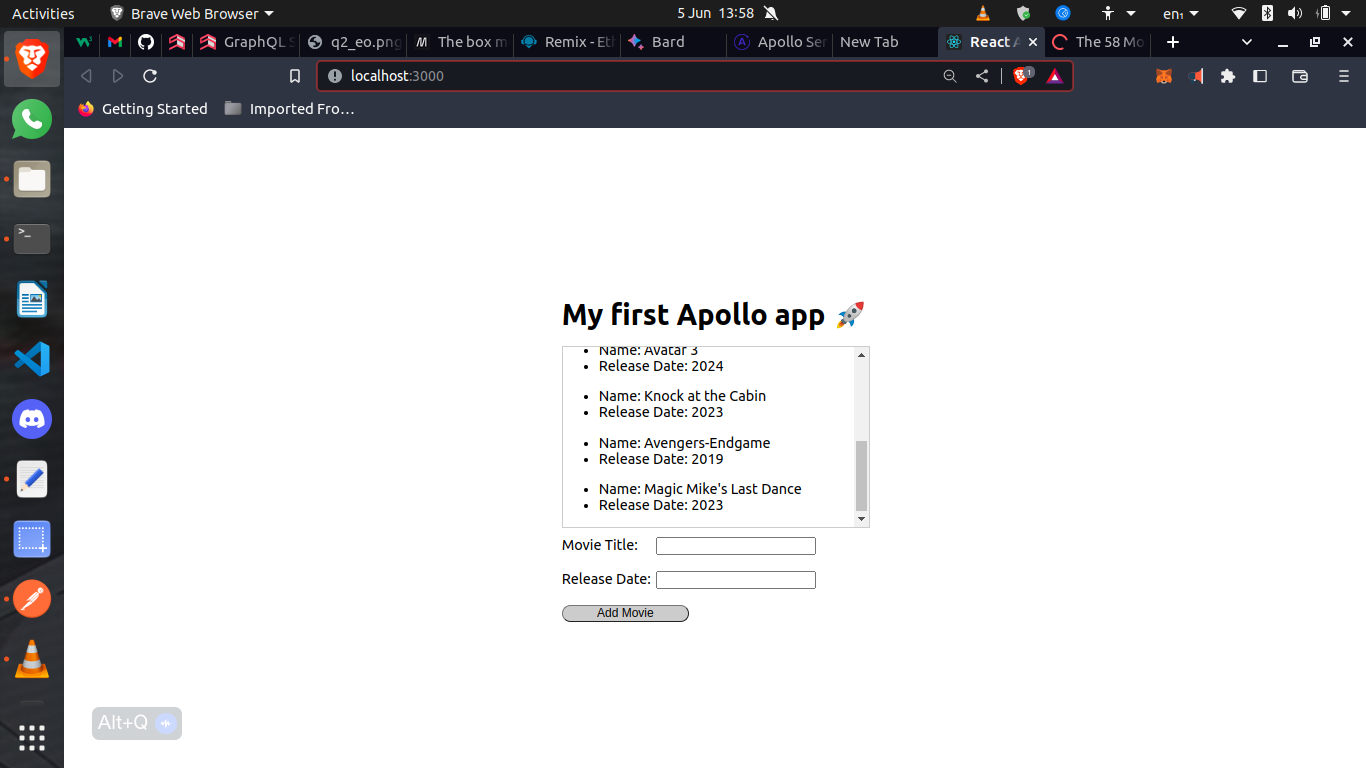 Activities
Brave Web Browser
5 Jun 13:58
en₁
GraphQL S
q2_eo.png
The box m
Remix - Eth
Bard
Apollo Ser
New Tab
React A
The 58 Mo
localhost:3000
1
Getting Started
Imported Fro…
My first Apollo app 🚀
Name: Avatar 3
Release Date: 2024
Name: Knock at the Cabin
Release Date: 2023
Name: Avengers-Endgame
Release Date: 2019
Name: Magic Mike's Last Dance
Release Date: 2023
Movie Title:
Release Date:
Add Movie
Alt+Q